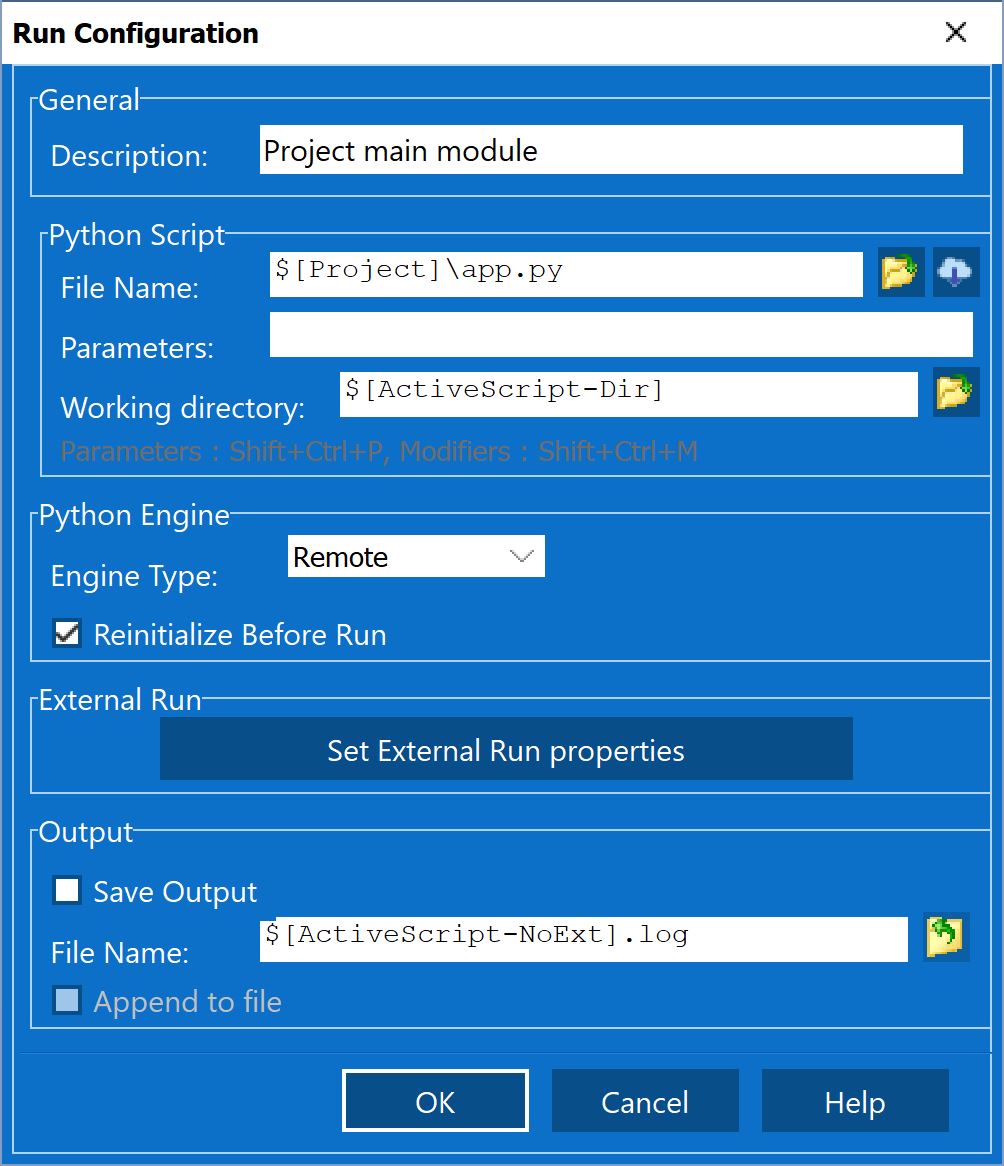 Run Configuration
General
Description: Project main module
Python Script
File Name: $[Project]\app.py
Parameters:
Working directory: $[ActiveScript-Dir]
Parameters : Shift+Ctrl+P, Modifiers : Shift+Ctrl+M
Python Engine
Engine Type: Remote
Reinitialize Before Run
External Run
Set External Run properties
Output
Save Output
File Name: $[ActiveScript-NoExt].log
Append to file
OK Cancel Help